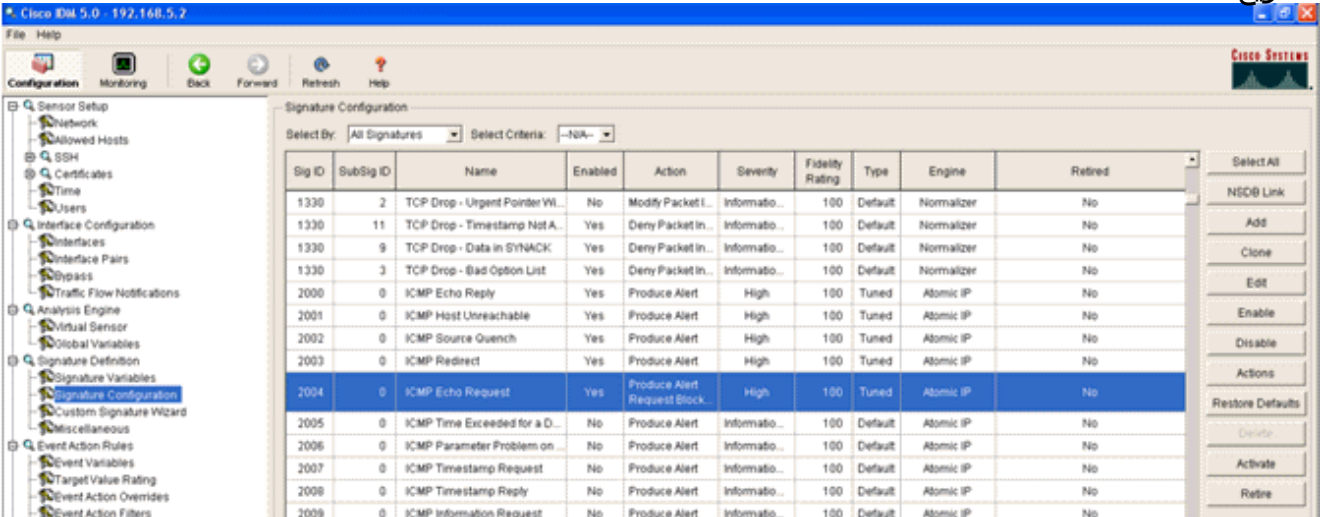 Cisco IDM 5.0 - 192.168.5.2
File Help
Configuration Monitoring Back Forward Refresh Help
CISCO SYSTEMS
Sensor Setup
Network
Allowed Hosts
SSH
Certificates
Time
Users
Interface Configuration
Interfaces
Interface Pairs
Bypass
Traffic Flow Notifications
Analysis Engine
Virtual Sensor
Global Variables
Signature Definition
Signature Variables
Signature Configuration
Custom Signature Wizard
Miscellaneous
Event Action Rules
Event Variables
Target Value Rating
Event Action Overrides
Event Action Filters
Signature Configuration
Select By: All Signatures Select Criteria: --N/A--
Sig ID SubSig ID Name Enabled Action Severity Fidelity Rating Type Engine Retired
1330 2 TCP Drop - Urgent Pointer Wi... No Modify Packet I... Informatio... 100 Default Normalizer No
1330 11 TCP Drop - Timestamp Not A... Yes Deny Packet In... Informatio... 100 Default Normalizer No
1330 9 TCP Drop - Data in SYNACK Yes Deny Packet In... Informatio... 100 Default Normalizer No
1330 3 TCP Drop - Bad Option List Yes Deny Packet In... Informatio... 100 Default Normalizer No
2000 0 ICMP Echo Reply Yes Produce Alert High 100 Tuned Atomic IP No
2001 0 ICMP Host Unreachable Yes Produce Alert High 100 Tuned Atomic IP No
2002 0 ICMP Source Quench Yes Produce Alert High 100 Tuned Atomic IP No
2003 0 ICMP Redirect Yes Produce Alert High 100 Tuned Atomic IP No
2004 0 ICMP Echo Request Yes Produce Alert Request Block... High 100 Tuned Atomic IP No
2005 0 ICMP Time Exceeded for a D... No Produce Alert Informatio... 100 Default Atomic IP No
2006 0 ICMP Parameter Problem on ... No Produce Alert Informatio... 100 Default Atomic IP No
2007 0 ICMP Timestamp Request No Produce Alert Informatio... 100 Default Atomic IP No
2008 0 ICMP Timestamp Reply No Produce Alert Informatio... 100 Default Atomic IP No
2009 0 ICMP Information Request No Produce Alert Informatio... 100 Default Atomic IP No
Select All
NSDB Link
Add
Clone
Edit
Enable
Disable
Actions
Restore Defaults
Delete
Activate
Retire